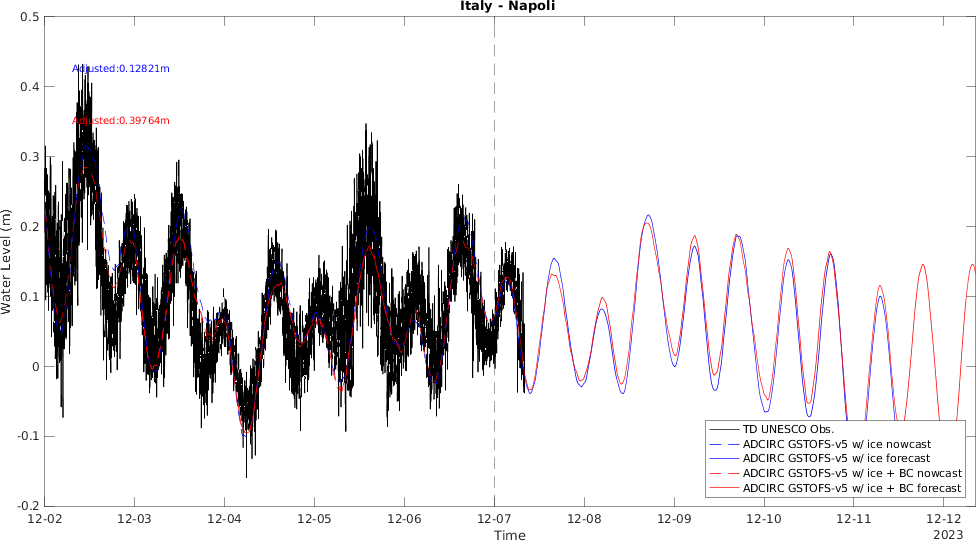 Italy - Napoli
0.5
0.4
0.3
0.2
0.1
0
-0.1
-0.2
Water Level (m)
Adjusted:0.12821m
Adjusted:0.39764m
TD UNESCO Obs.
ADCIRC GSTOFS-v5 w/ ice nowcast
ADCIRC GSTOFS-v5 w/ ice forecast
ADCIRC GSTOFS-v5 w/ ice + BC nowcast
ADCIRC GSTOFS-v5 w/ ice + BC forecast
12-02 12-03 12-04 12-05 12-06 12-07 12-08 12-09 12-10 12-11 12-12
Time 2023